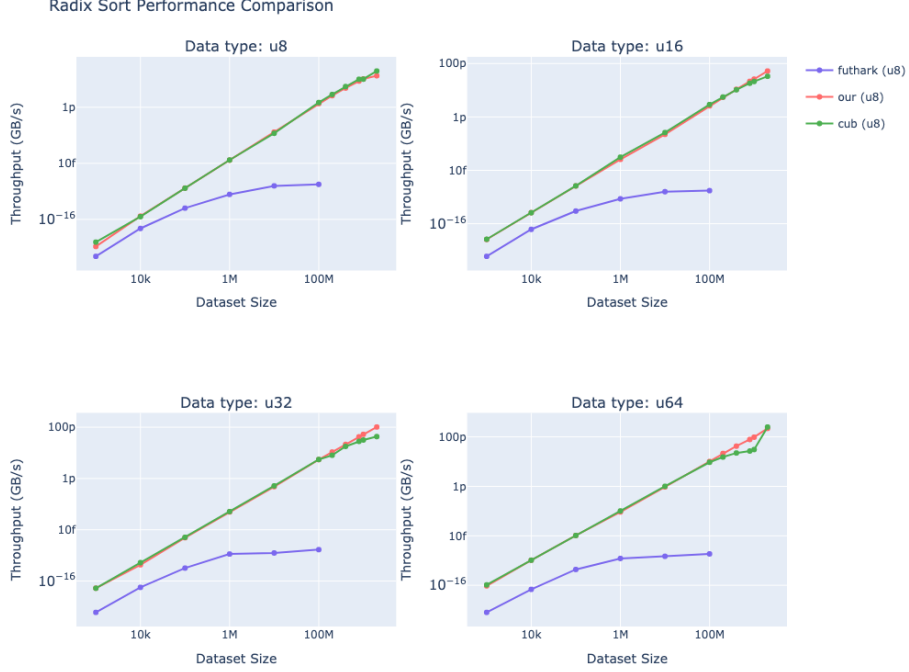 Radix Sort Performance Comparison
Data type: u8
Throughput (GB/s)
1p
10f
10−16
10k
1M
100M
Dataset Size
Data type: u16
Throughput (GB/s)
100p
1p
10f
10−16
10k
1M
100M
Dataset Size
futhark (u8)
our (u8)
cub (u8)
Data type: u32
Throughput (GB/s)
100p
1p
10f
10−16
10k
1M
100M
Dataset Size
Data type: u64
Throughput (GB/s)
100p
1p
10f
10−16
10k
1M
100M
Dataset Size